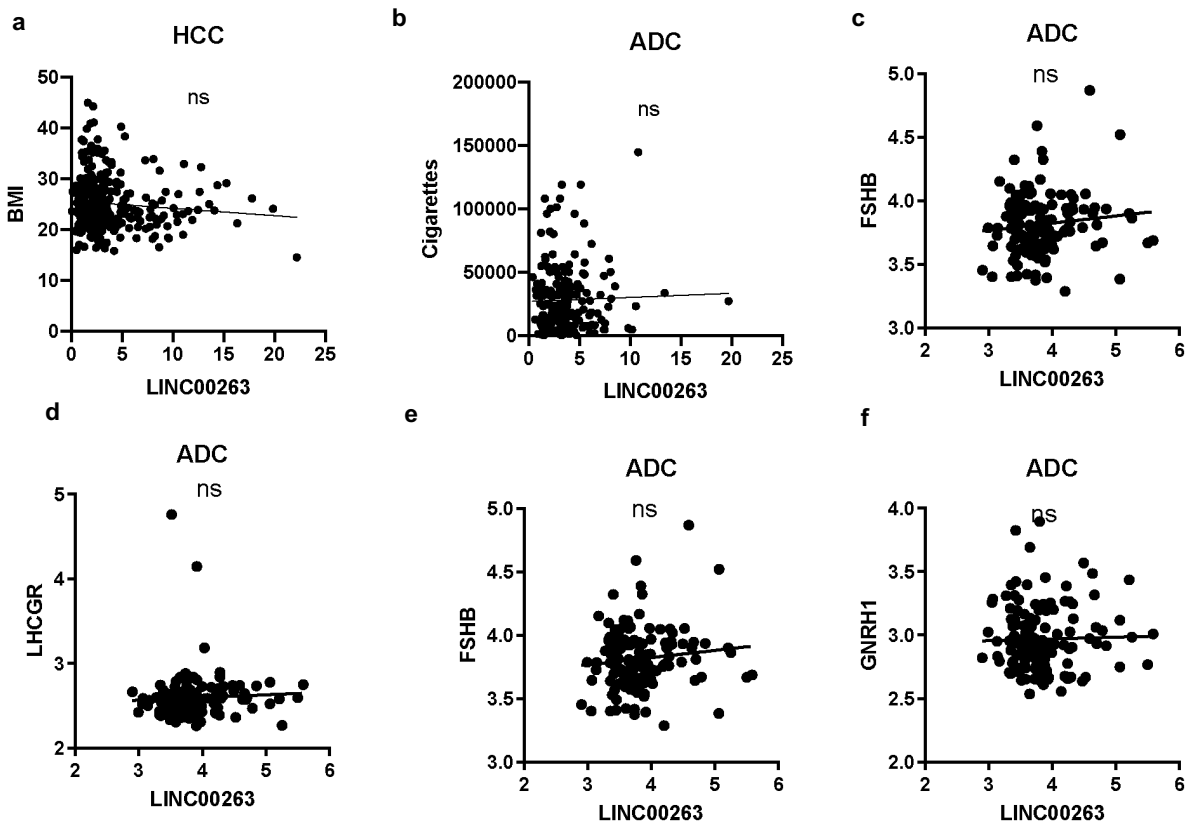 a
HCC
ns
50
40
30
20
10
0
BMI
0 5 10 15 20 25
LINC00263
b
ADC
ns
200000
150000
100000
50000
0
Cigarettes
0 5 10 15 20 25
LINC00263
c
ADC
ns
5.0
4.5
4.0
3.5
3.0
FSHB
2 3 4 5 6
LINC00263
d
ADC
ns
5
4
3
2
LHCGR
2 3 4 5 6
LINC00263
e
ADC
ns
5.0
4.5
4.0
3.5
3.0
FSHB
2 3 4 5 6
LINC00263
f
ADC
ns
4.0
3.5
3.0
2.5
2.0
GNRH1
2 3 4 5 6
LINC00263